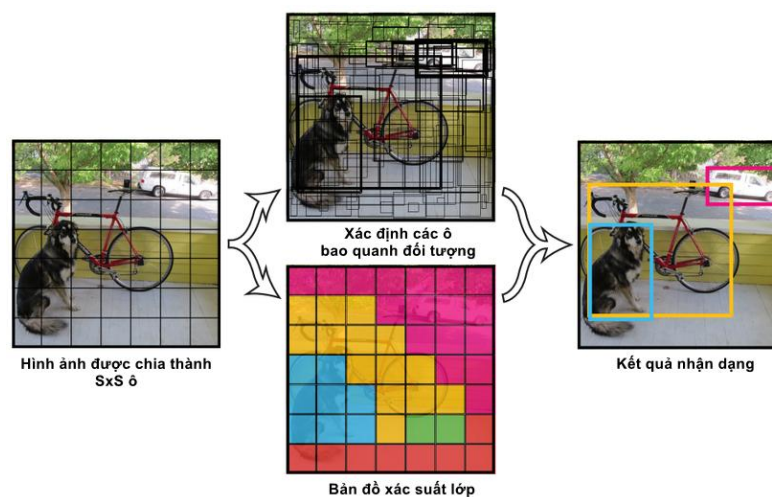 Xác định các ô
bao quanh đối tượng
Hình ảnh được chia thành
SxS ô
Kết quả nhận dạng
Bản đồ xác suất lớp